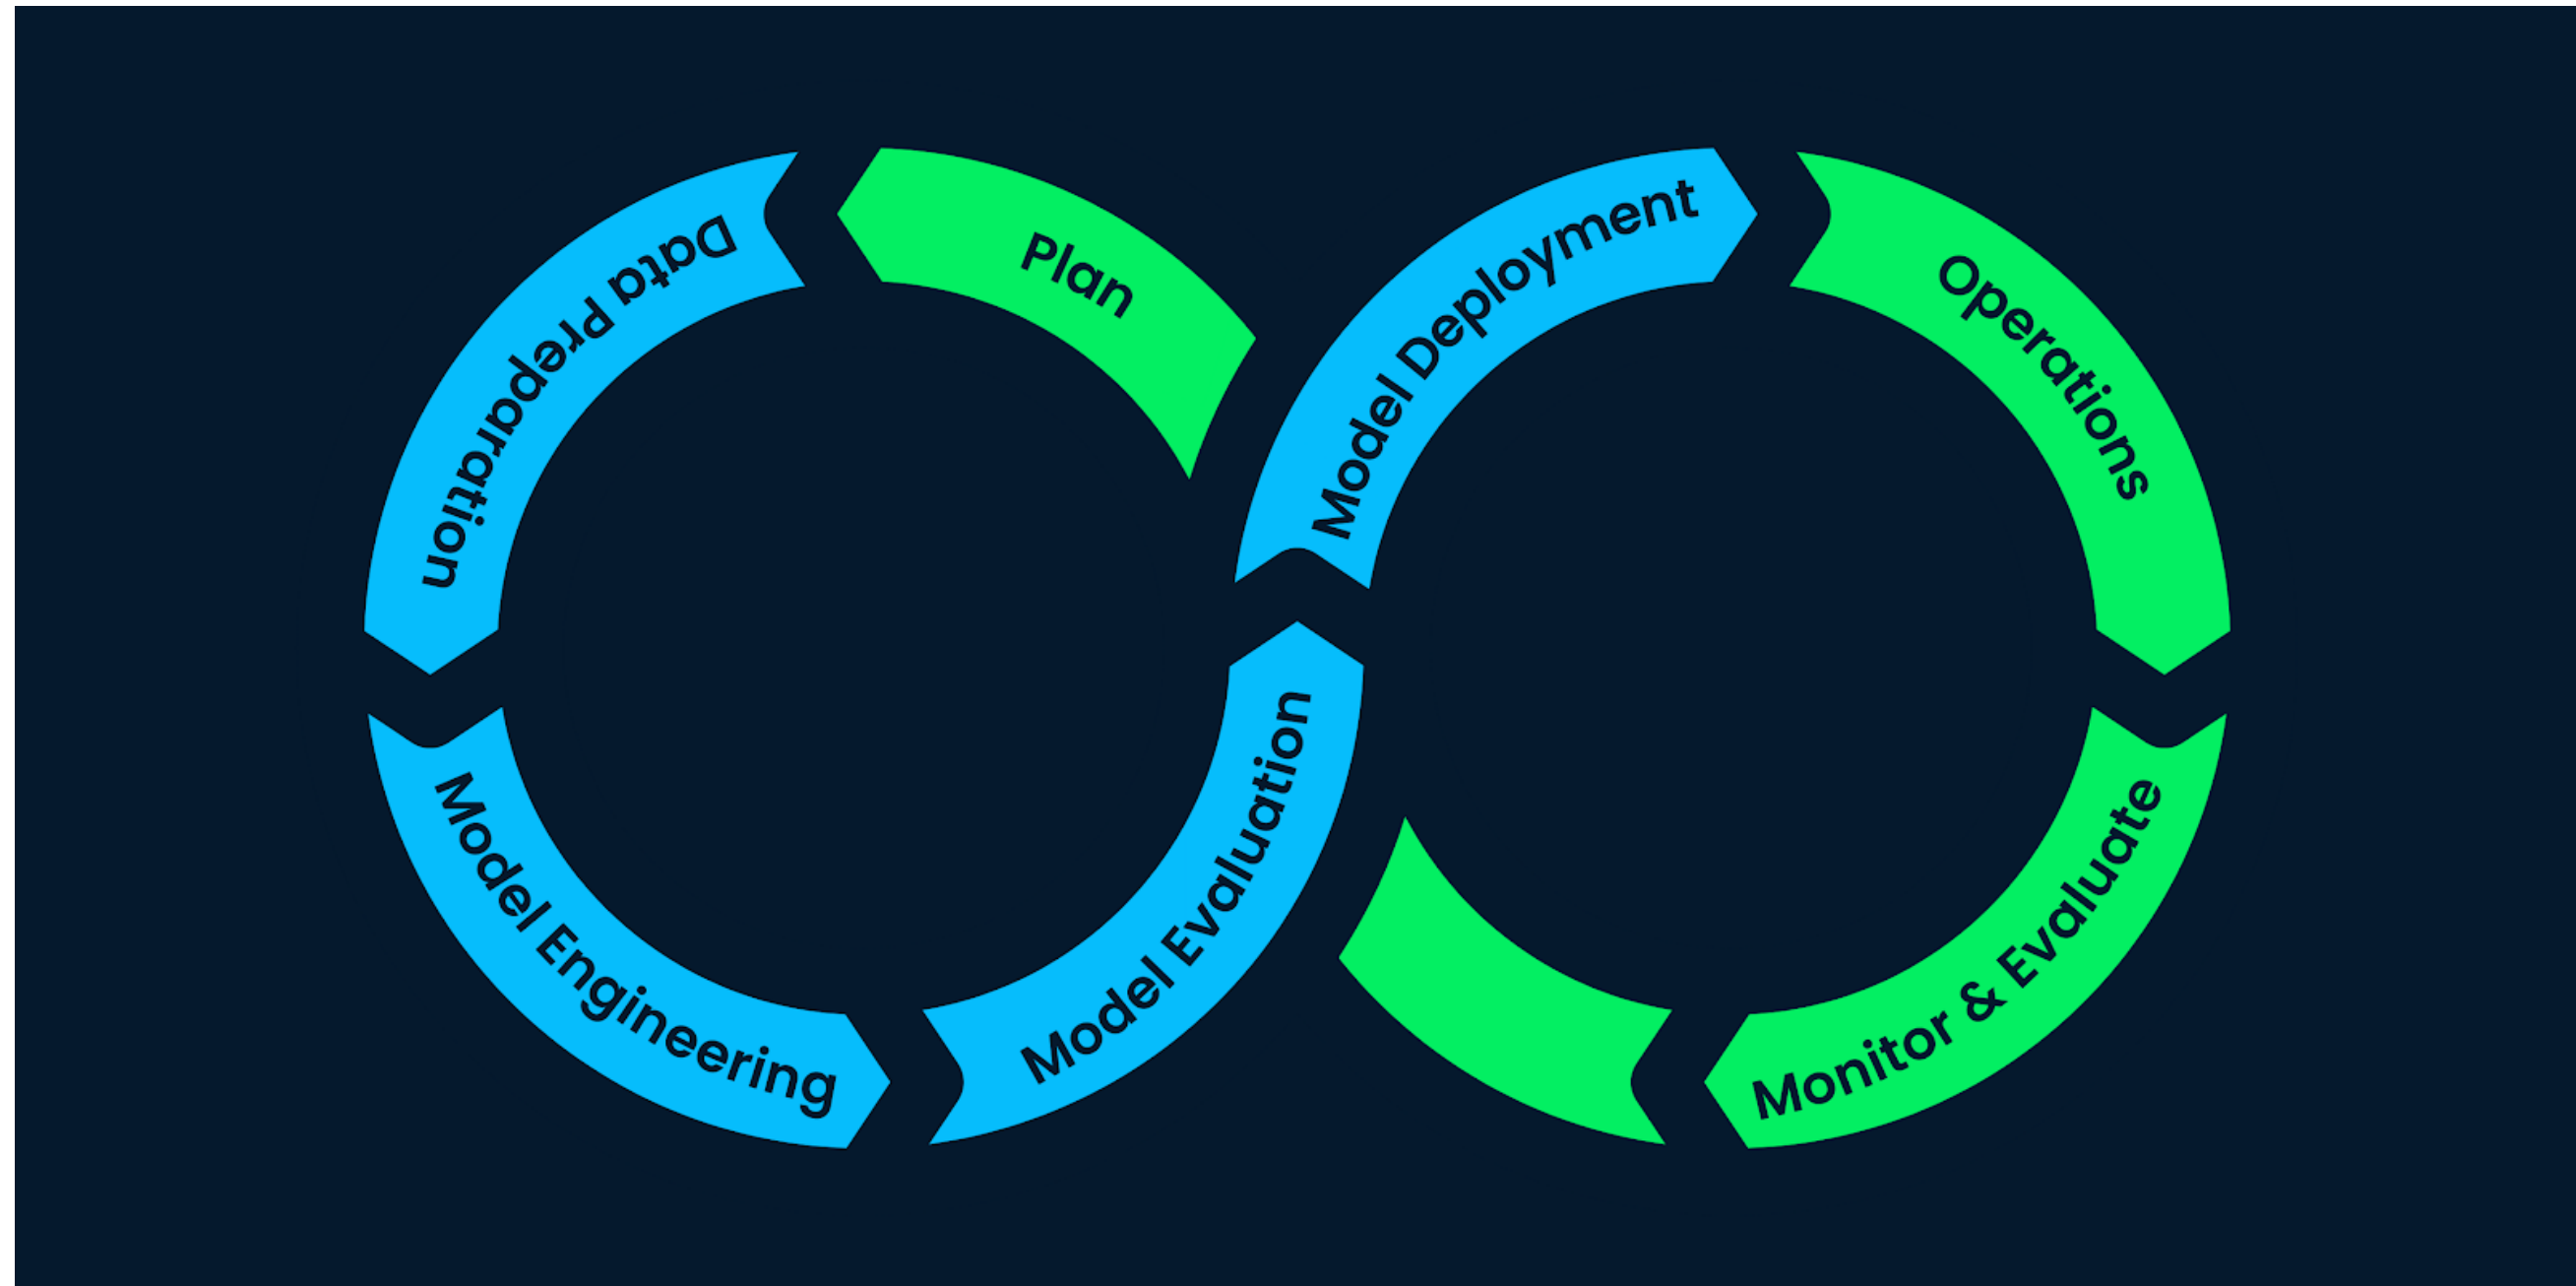 Plan
Data Preparation
Model Engineering
Model Evaluation
Model Deployment
Operations
Monitor & Evaluate